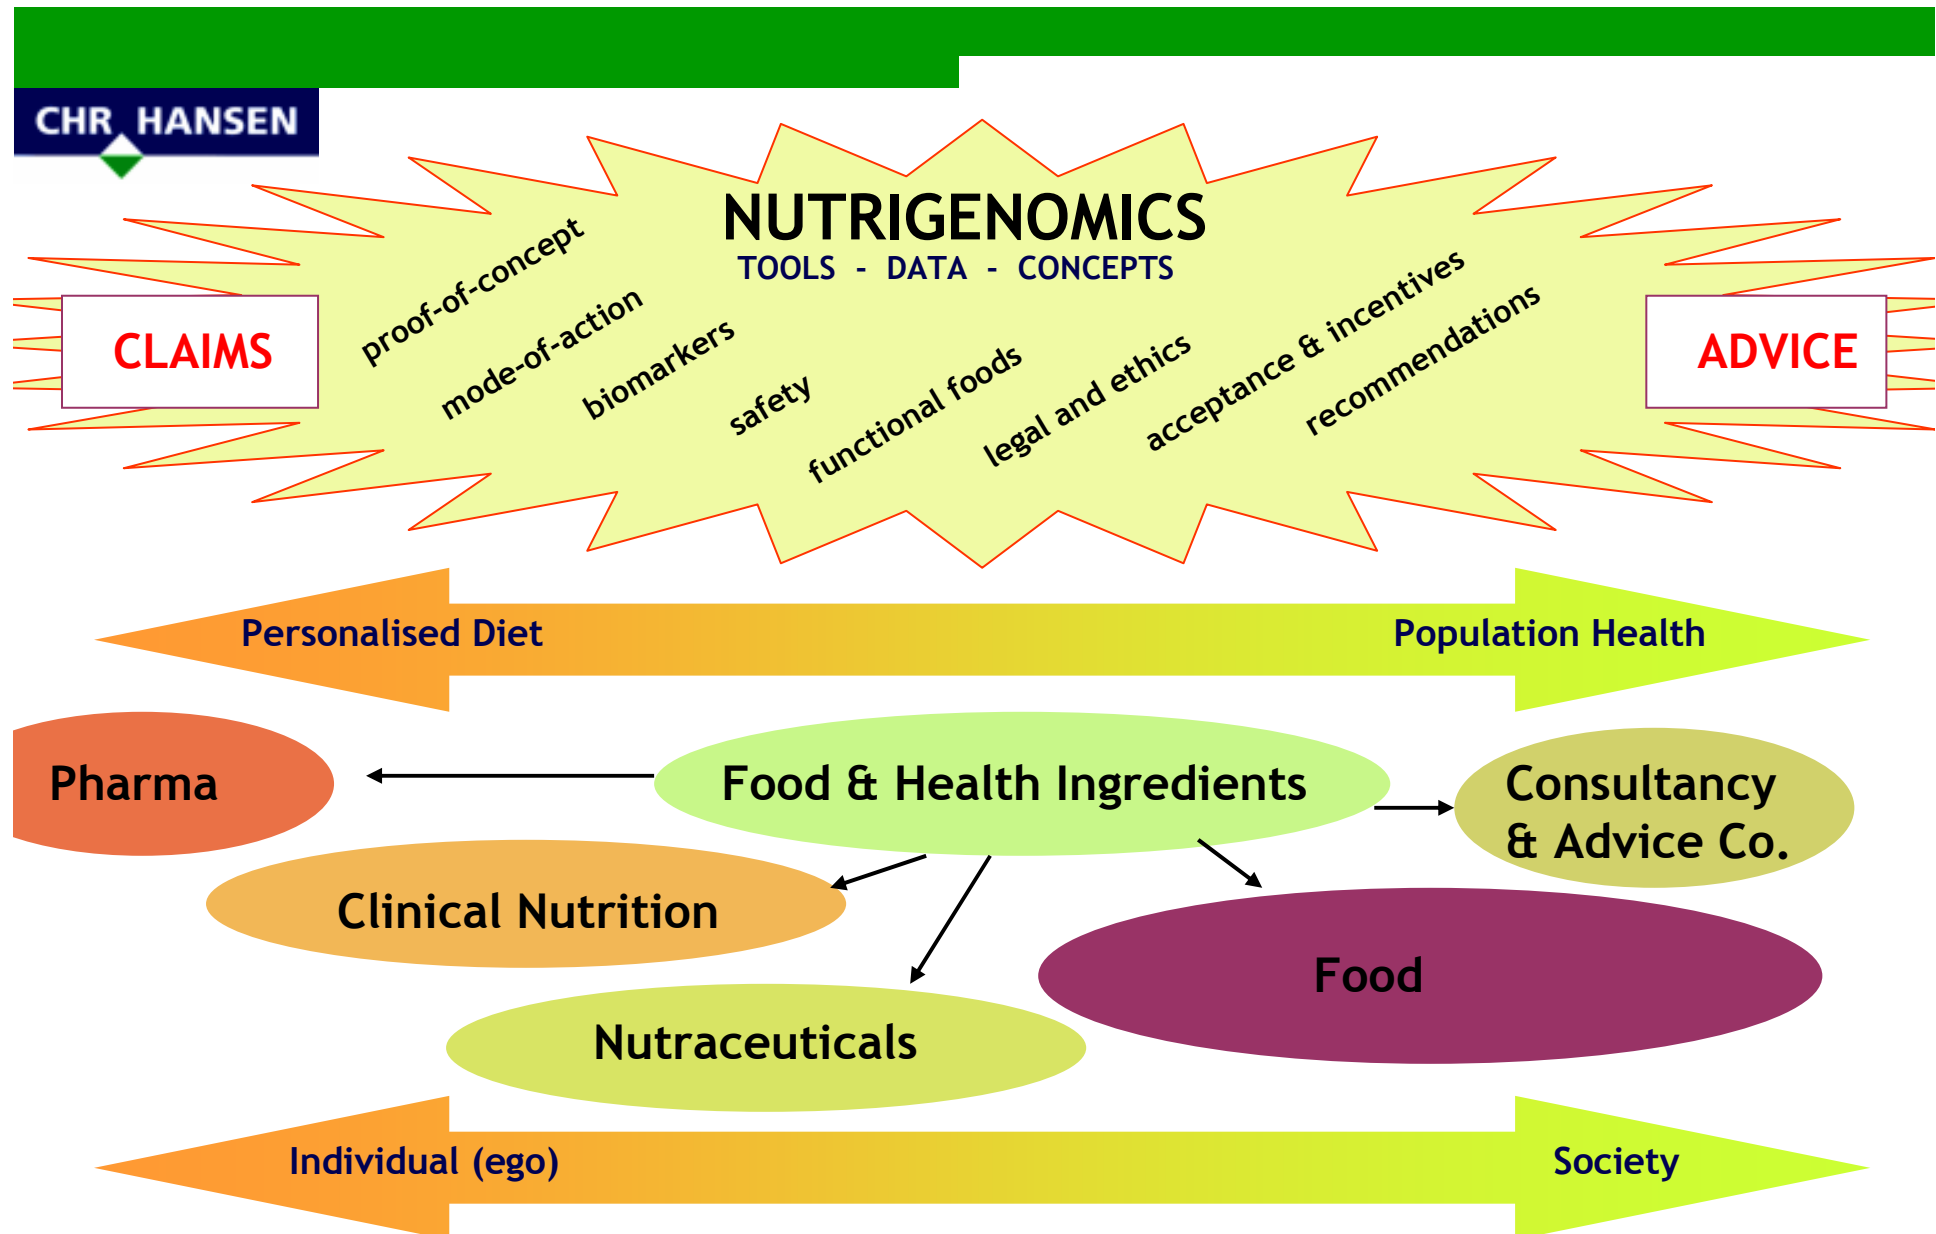 CHR HANSEN
NUTRIGENOMICS
TOOLS - DATA - CONCEPTS
CLAIMS
proof-of-concept
mode-of-action
biomarkers
safety
functional foods
legal and ethics
acceptance & incentives
recommendations
ADVICE
Personalised Diet
Population Health
Pharma
Food & Health Ingredients
Consultancy
& Advice Co.
Clinical Nutrition
Food
Nutraceuticals
Individual (ego)
Society